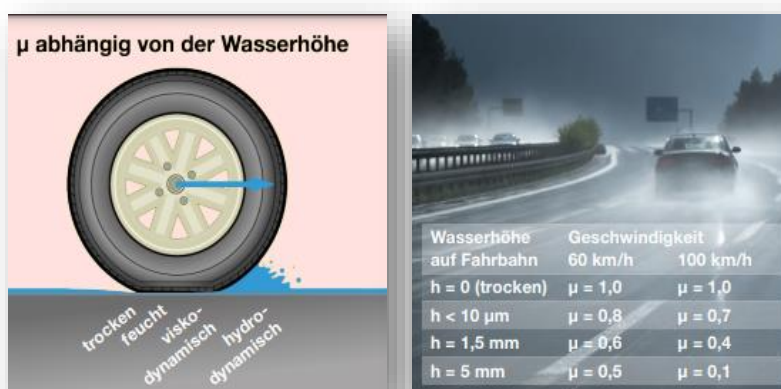 µ abhängig von der Wasserhöhe
trocken
feucht
visko-
dynamisch
hydro-
dynamisch
Wasserhöhe Geschwindigkeit
auf Fahrbahn 60 km/h 100 km/h
h = 0 (trocken) µ = 1,0 µ = 1,0
h < 10 µm µ = 0,8 µ = 0,7
h = 1,5 mm µ = 0,6 µ = 0,4
h = 5 mm µ = 0,5 µ = 0,1